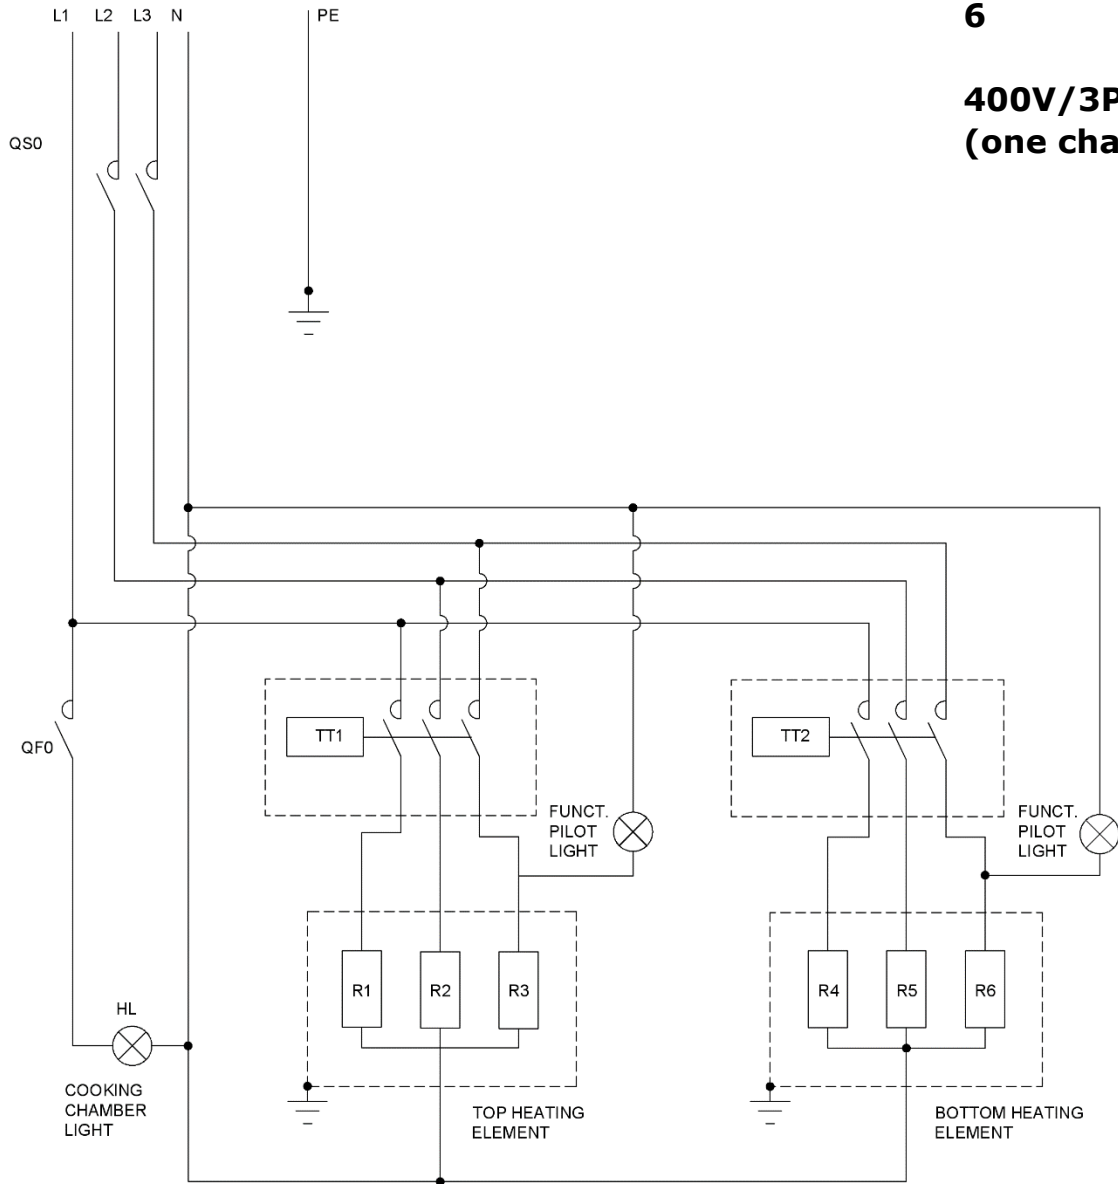 L1 L2 L3 N PE
6
400V/3P
(one cha
QS0
QF0
TT1
TT2
FUNCT.
PILOT
LIGHT
FUNCT.
PILOT
LIGHT
R1 R2 R3
R4 R5 R6
HL
COOKING
CHAMBER
LIGHT
TOP HEATING
ELEMENT
BOTTOM HEATING
ELEMENT